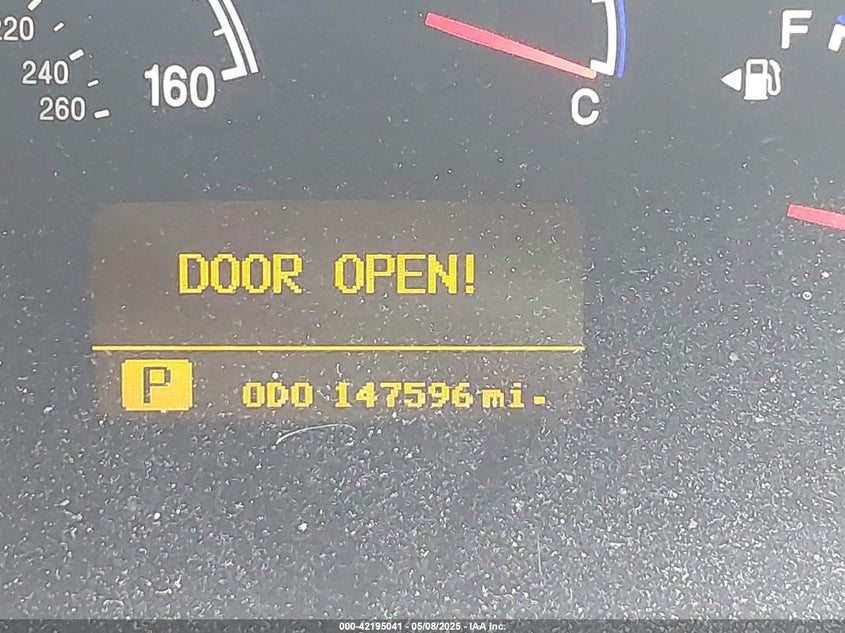 220
F
240
160
260
C
DOOR OPEN!
P ODO 147596 mi.
000-42195041 - 05/08/2025 - IAA Inc.